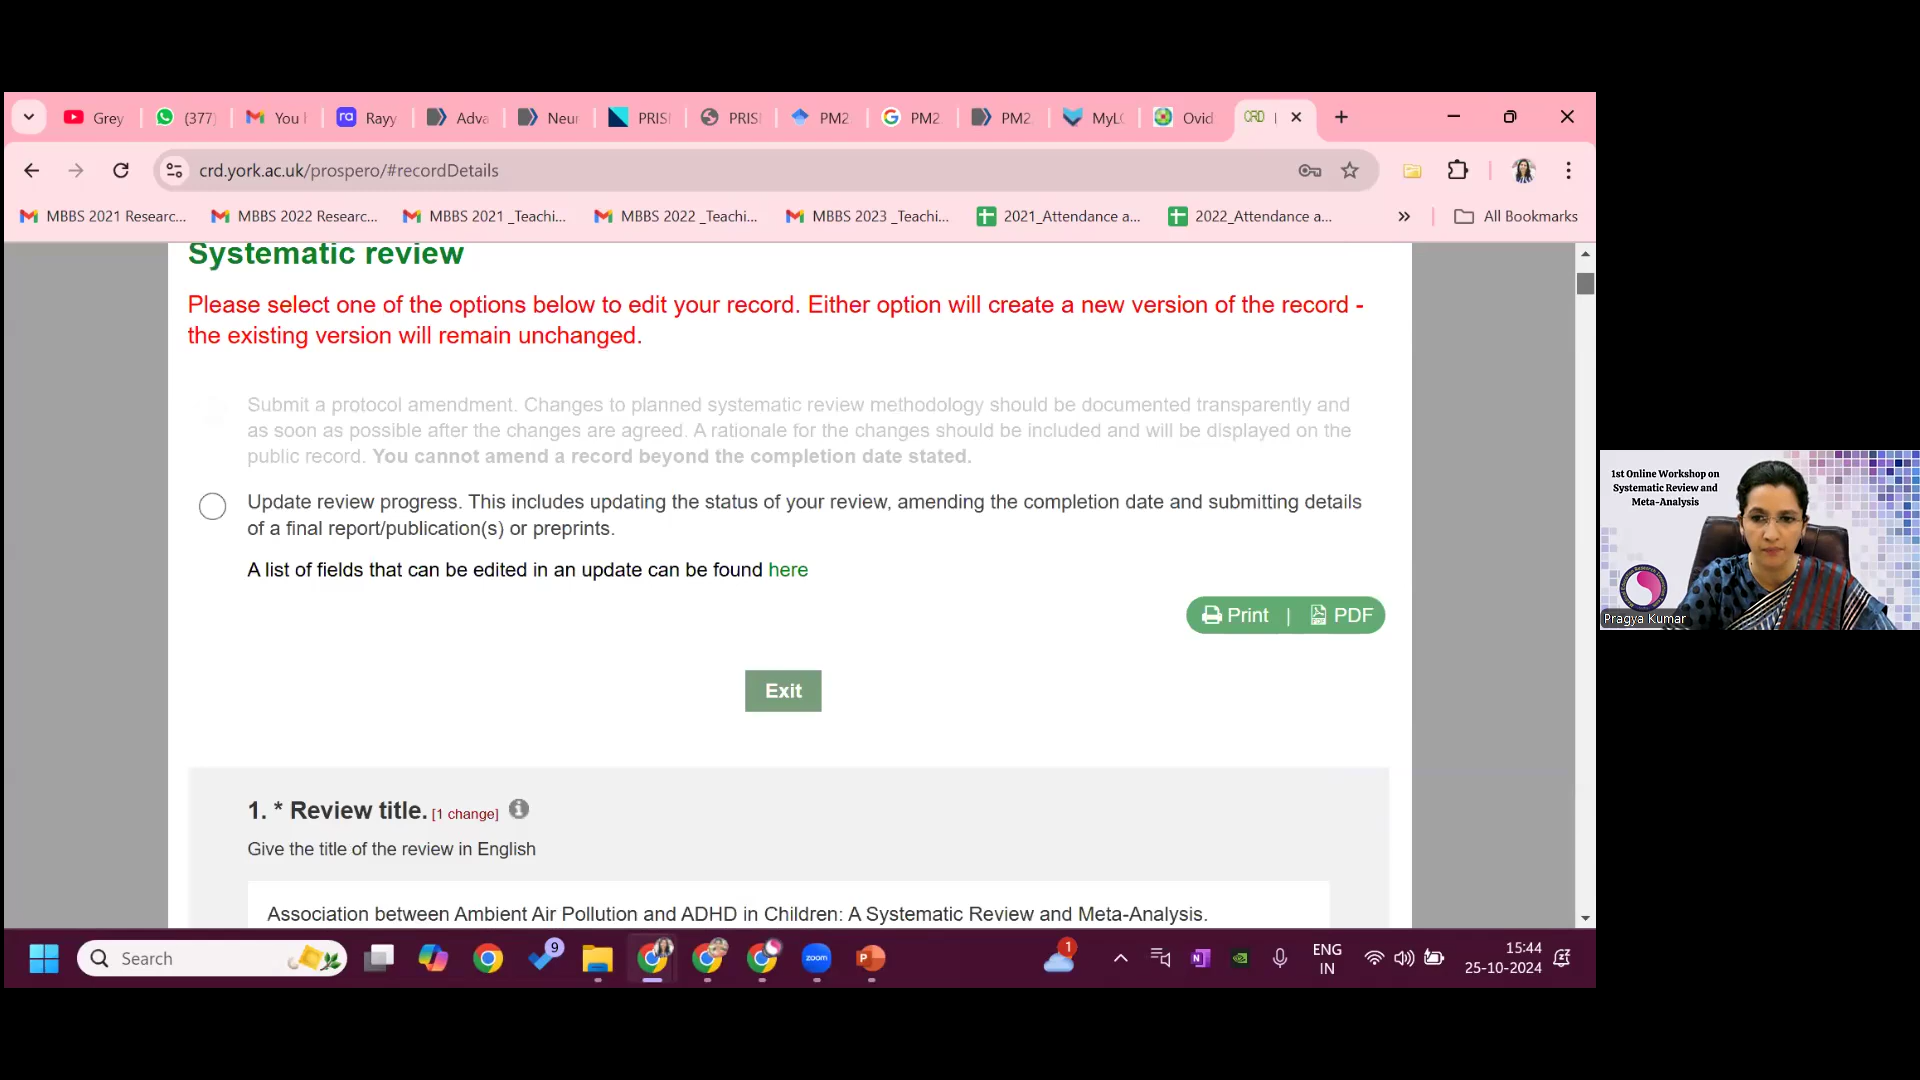 Grey
(377)
You
Rayy
Adva
Neur
PRIS
PRIS
PM2
PM2
PM2
MyLO
Ovid
CRD
crd.york.ac.uk/prospero/#recordDetails
MBBS 2021 Researc...
MBBS 2022 Researc...
MBBS 2021 _Teachi...
MBBS 2022 _Teachi...
MBBS 2023 _Teachi...
2021_Attendance a...
2022_Attendance a...
All Bookmarks
Systematic review
Please select one of the options below to edit your record. Either option will create a new version of the record -
the existing version will remain unchanged.
Submit a protocol amendment. Changes to planned systematic review methodology should be documented transparently and
as soon as possible after the changes are agreed. A rationale for the changes should be included and will be displayed on the
public record. You cannot amend a record beyond the completion date stated.
Update review progress. This includes updating the status of your review, amending the completion date and submitting details
of a final report/publication(s) or preprints.
A list of fields that can be edited in an update can be found here
Print | PDF
Exit
1. * Review title. [1 change]
Give the title of the review in English
Association between Ambient Air Pollution and ADHD in Children: A Systematic Review and Meta-Analysis.
1st Online Workshop on
Systematic Review and
Meta-Analysis
Pragya Kumar
Search
9
zoom
1
ENG
IN
15:44
25-10-2024